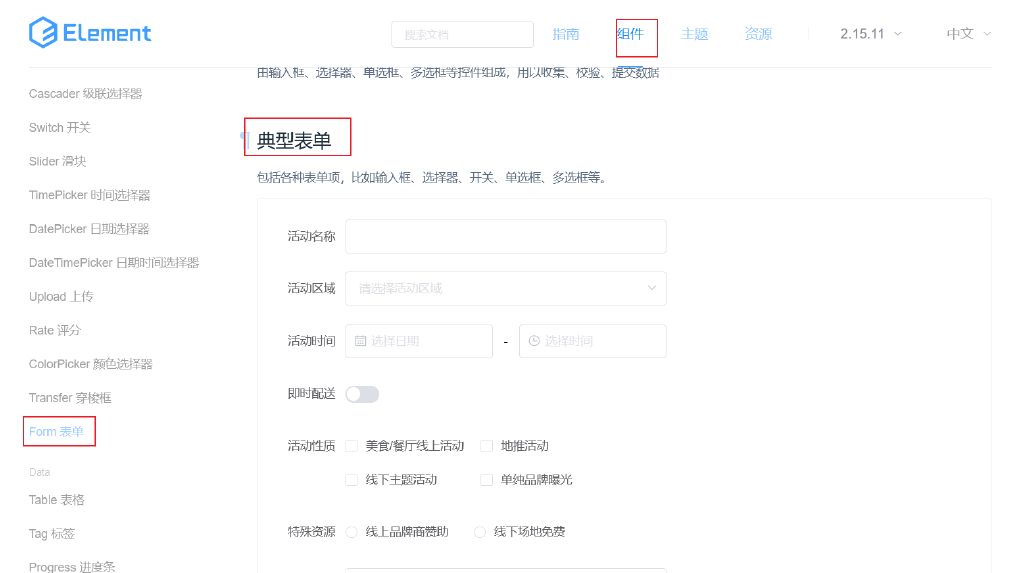 Element
搜索文档
指南
组件
主题
资源
2.15.11
中文
由输入框、选择器、单选框、多选框等控件组成，用以收集、校验、提交数据
Cascader 级联选择器
Switch 开关
Slider 滑块
TimePicker 时间选择器
DatePicker 日期选择器
DateTimePicker 日期时间选择器
Upload 上传
Rate 评分
ColorPicker 颜色选择器
Transfer 穿梭框
Form 表单
Data
Table 表格
Tag 标签
Progress 进度条
¶ 典型表单
包括各种表单项，比如输入框、选择器、开关、单选框、多选框等。
活动名称
活动区域 请选择活动区域
活动时间 选择日期 - 选择时间
即时配送
活动性质 美食/餐厅线上活动 地推活动
线下主题活动 单纯品牌曝光
特殊资源 线上品牌商赞助 线下场地免费